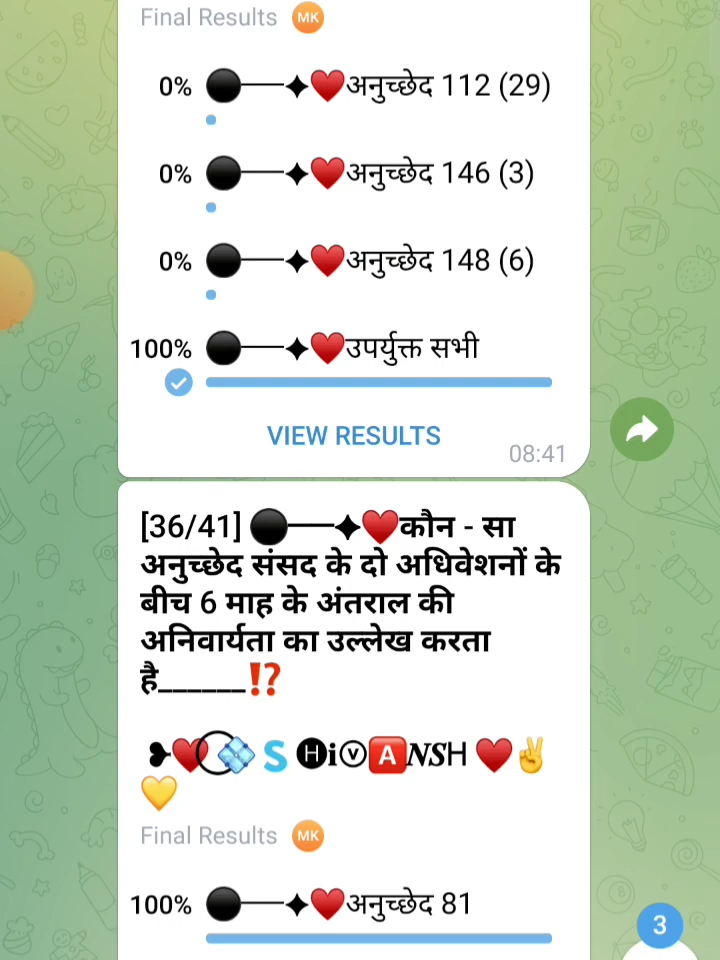 Final Results MK
0% ⚫──✦❤️अनुच्छेद 112 (29)
0% ⚫──✦❤️अनुच्छेद 146 (3)
0% ⚫──✦❤️अनुच्छेद 148 (6)
100% ⚫──✦❤️उपर्युक्त सभी
VIEW RESULTS
08:41
[36/41] ⚫──✦❤️कौन - सा
अनुच्छेद संसद के दो अधिवेशनों के
बीच 6 माह के अंतराल की
अनिवार्यता का उल्लेख करता
है______⁉️
❥❤️⃝💠 S 🅗iⓥ🅰𝑵𝑺H ❤️✌️
💛
Final Results MK
100% ⚫──✦❤️अनुच्छेद 81
3